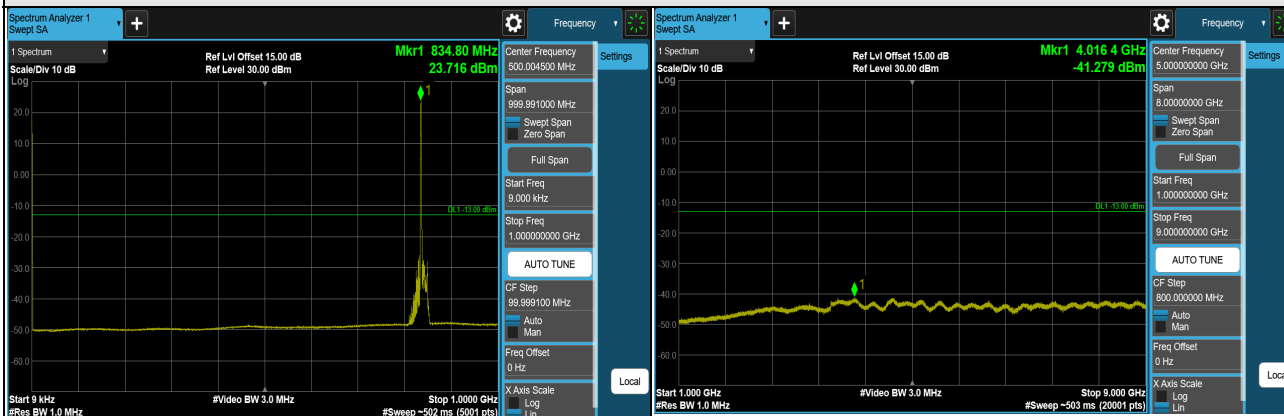 Spectrum Analyzer 1
Swept SA
+
Frequency
1 Spectrum
Scale/Div 10 dB
Log
Ref Lvl Offset 15.00 dB
Ref Level 30.00 dBm
Mkr1 834.80 MHz
23.716 dBm
1
20.0
10.0
0.00
-10.0
-20.0
-30.0
-40.0
-50.0
-60.0
DL1 -13.00 dBm
Start 9 kHz
#Res BW 1.0 MHz
#Video BW 3.0 MHz
Stop 1.0000 GHz
#Sweep ~502 ms (5001 pts)
Center Frequency
500.004500 MHz
Span
999.991000 MHz
Swept Span
Zero Span
Full Span
Start Freq
9.000 kHz
Stop Freq
1.000000000 GHz
AUTO TUNE
CF Step
99.999100 MHz
Auto
Man
Freq Offset
0 Hz
X Axis Scale
Log
Lin
Settings
Local
Spectrum Analyzer 1
Swept SA
+
Frequency
1 Spectrum
Scale/Div 10 dB
Log
Ref Lvl Offset 15.00 dB
Ref Level 30.00 dBm
Mkr1 4.016 4 GHz
-41.279 dBm
1
20.0
10.0
0.00
-10.0
-20.0
-30.0
-40.0
-50.0
-60.0
DL1 -13.00 dBm
Start 1.000 GHz
#Res BW 1.0 MHz
#Video BW 3.0 MHz
Stop 9.000 GHz
#Sweep ~503 ms (20001 pts)
Center Frequency
5.000000000 GHz
Span
8.00000000 GHz
Swept Span
Zero Span
Full Span
Start Freq
1.000000000 GHz
Stop Freq
9.000000000 GHz
AUTO TUNE
CF Step
800.000000 MHz
Auto
Man
Freq Offset
0 Hz
X Axis Scale
Log
Lin
Settings
Loca